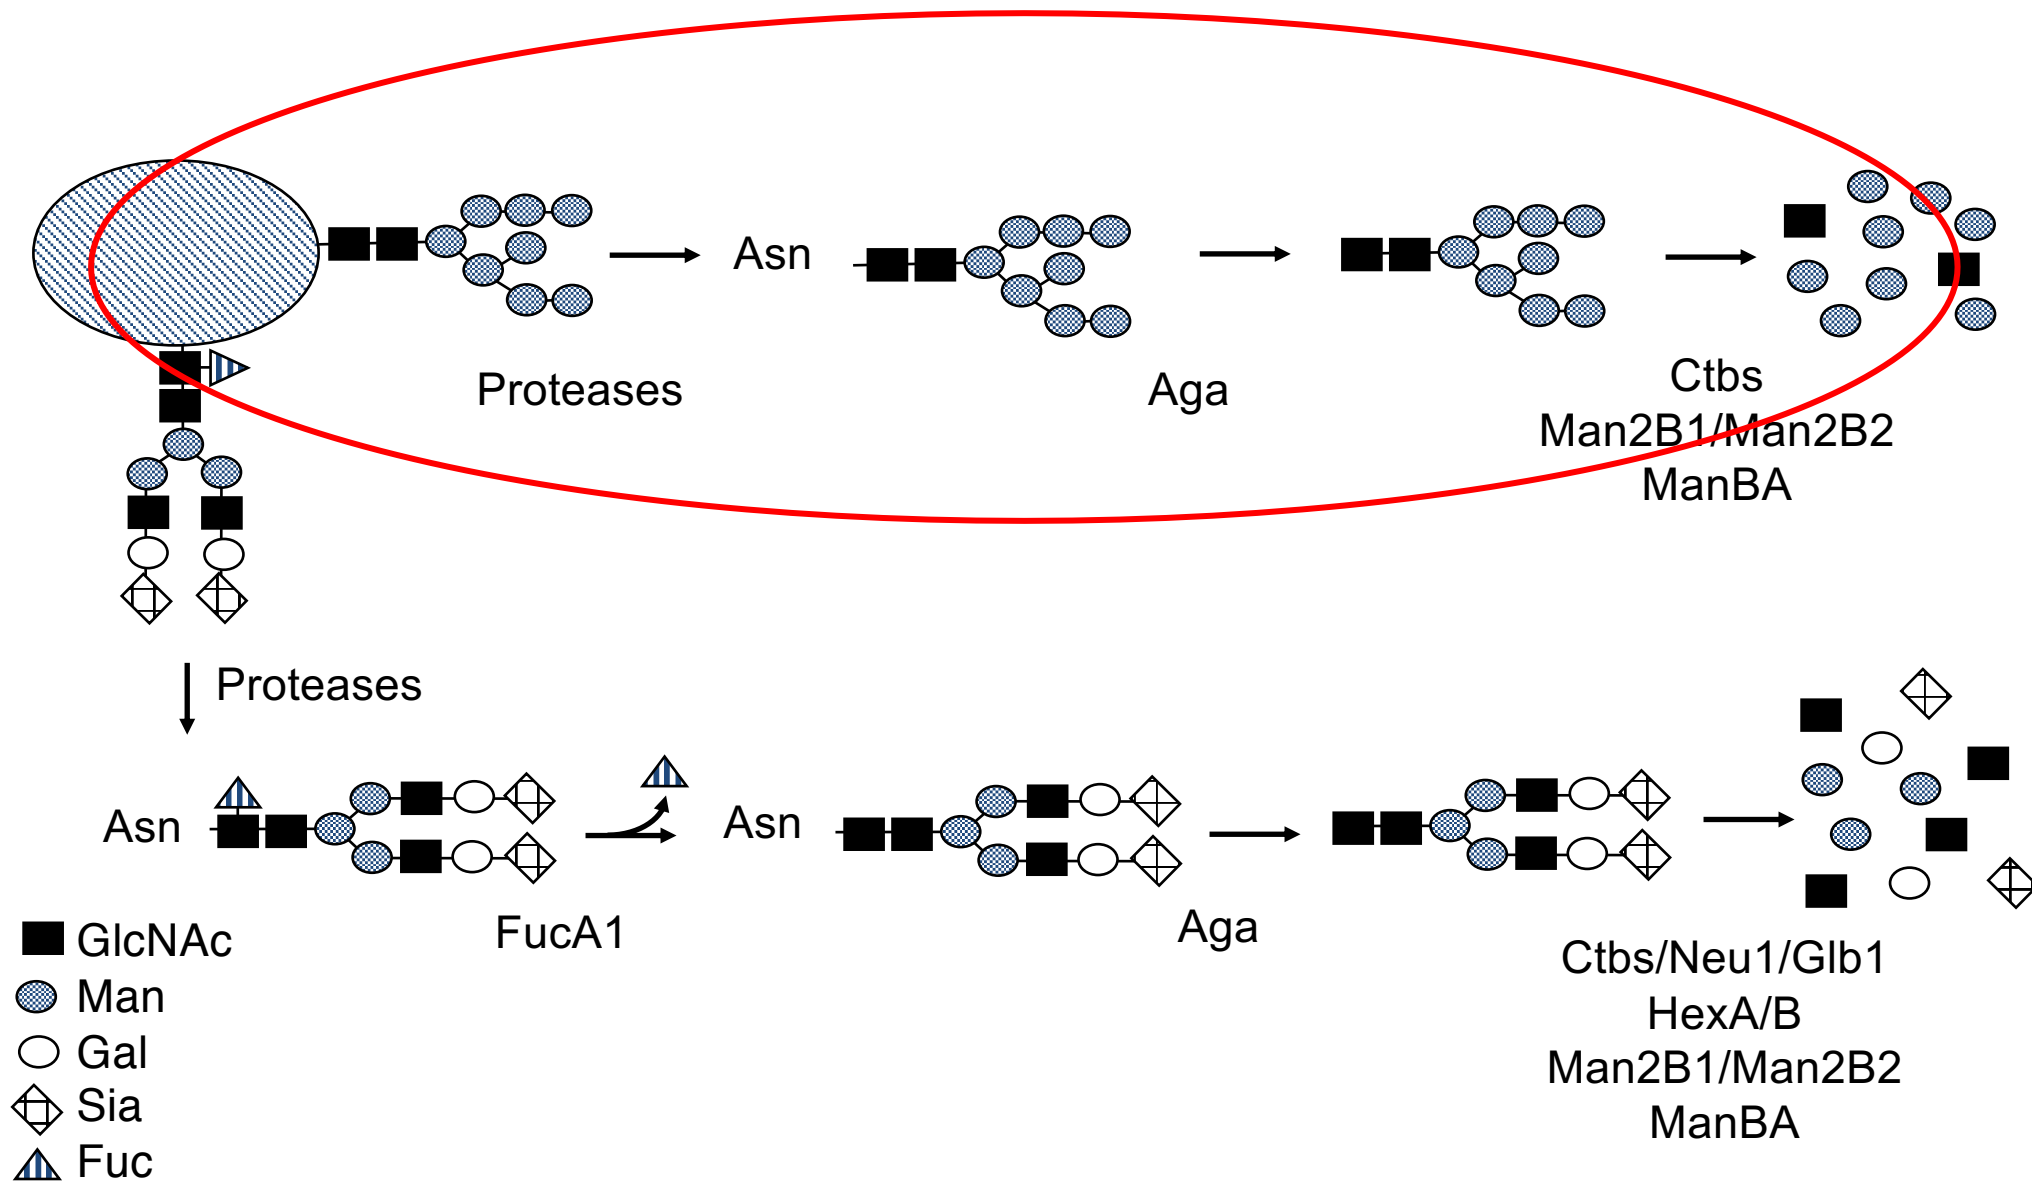 Asn
Proteases
Aga
Ctbs
Man2B1/Man2B2
ManBA
Proteases
Asn
Asn
FucA1
Aga
Ctbs/Neu1/Glb1
HexA/B
Man2B1/Man2B2
ManBA
GlcNAc
Man
Gal
Sia
Fuc